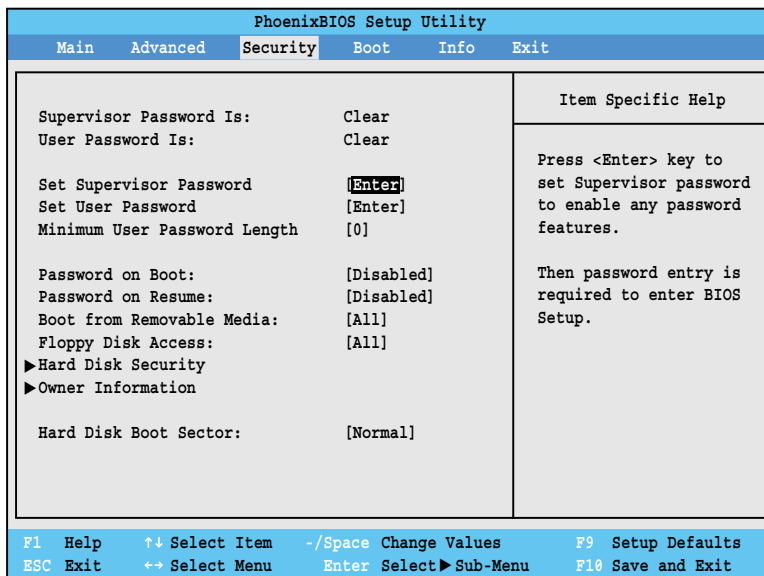 PhoenixBIOS Setup Utility
Main Advanced Security Boot Info Exit
Supervisor Password Is: Clear
User Password Is: Clear
Set Supervisor Password [Enter]
Set User Password [Enter]
Minimum User Password Length [0]
Password on Boot: [Disabled]
Password on Resume: [Disabled]
Boot from Removable Media: [All]
Floppy Disk Access: [All]
▶Hard Disk Security
▶Owner Information
Hard Disk Boot Sector: [Normal]
Item Specific Help
Press <Enter> key to
set Supervisor password
to enable any password
features.
Then password entry is
required to enter BIOS
Setup.
F1 Help ↑↓ Select Item -/Space Change Values F9 Setup Defaults
ESC Exit ←→ Select Menu Enter Select▶Sub-Menu F10 Save and Exit